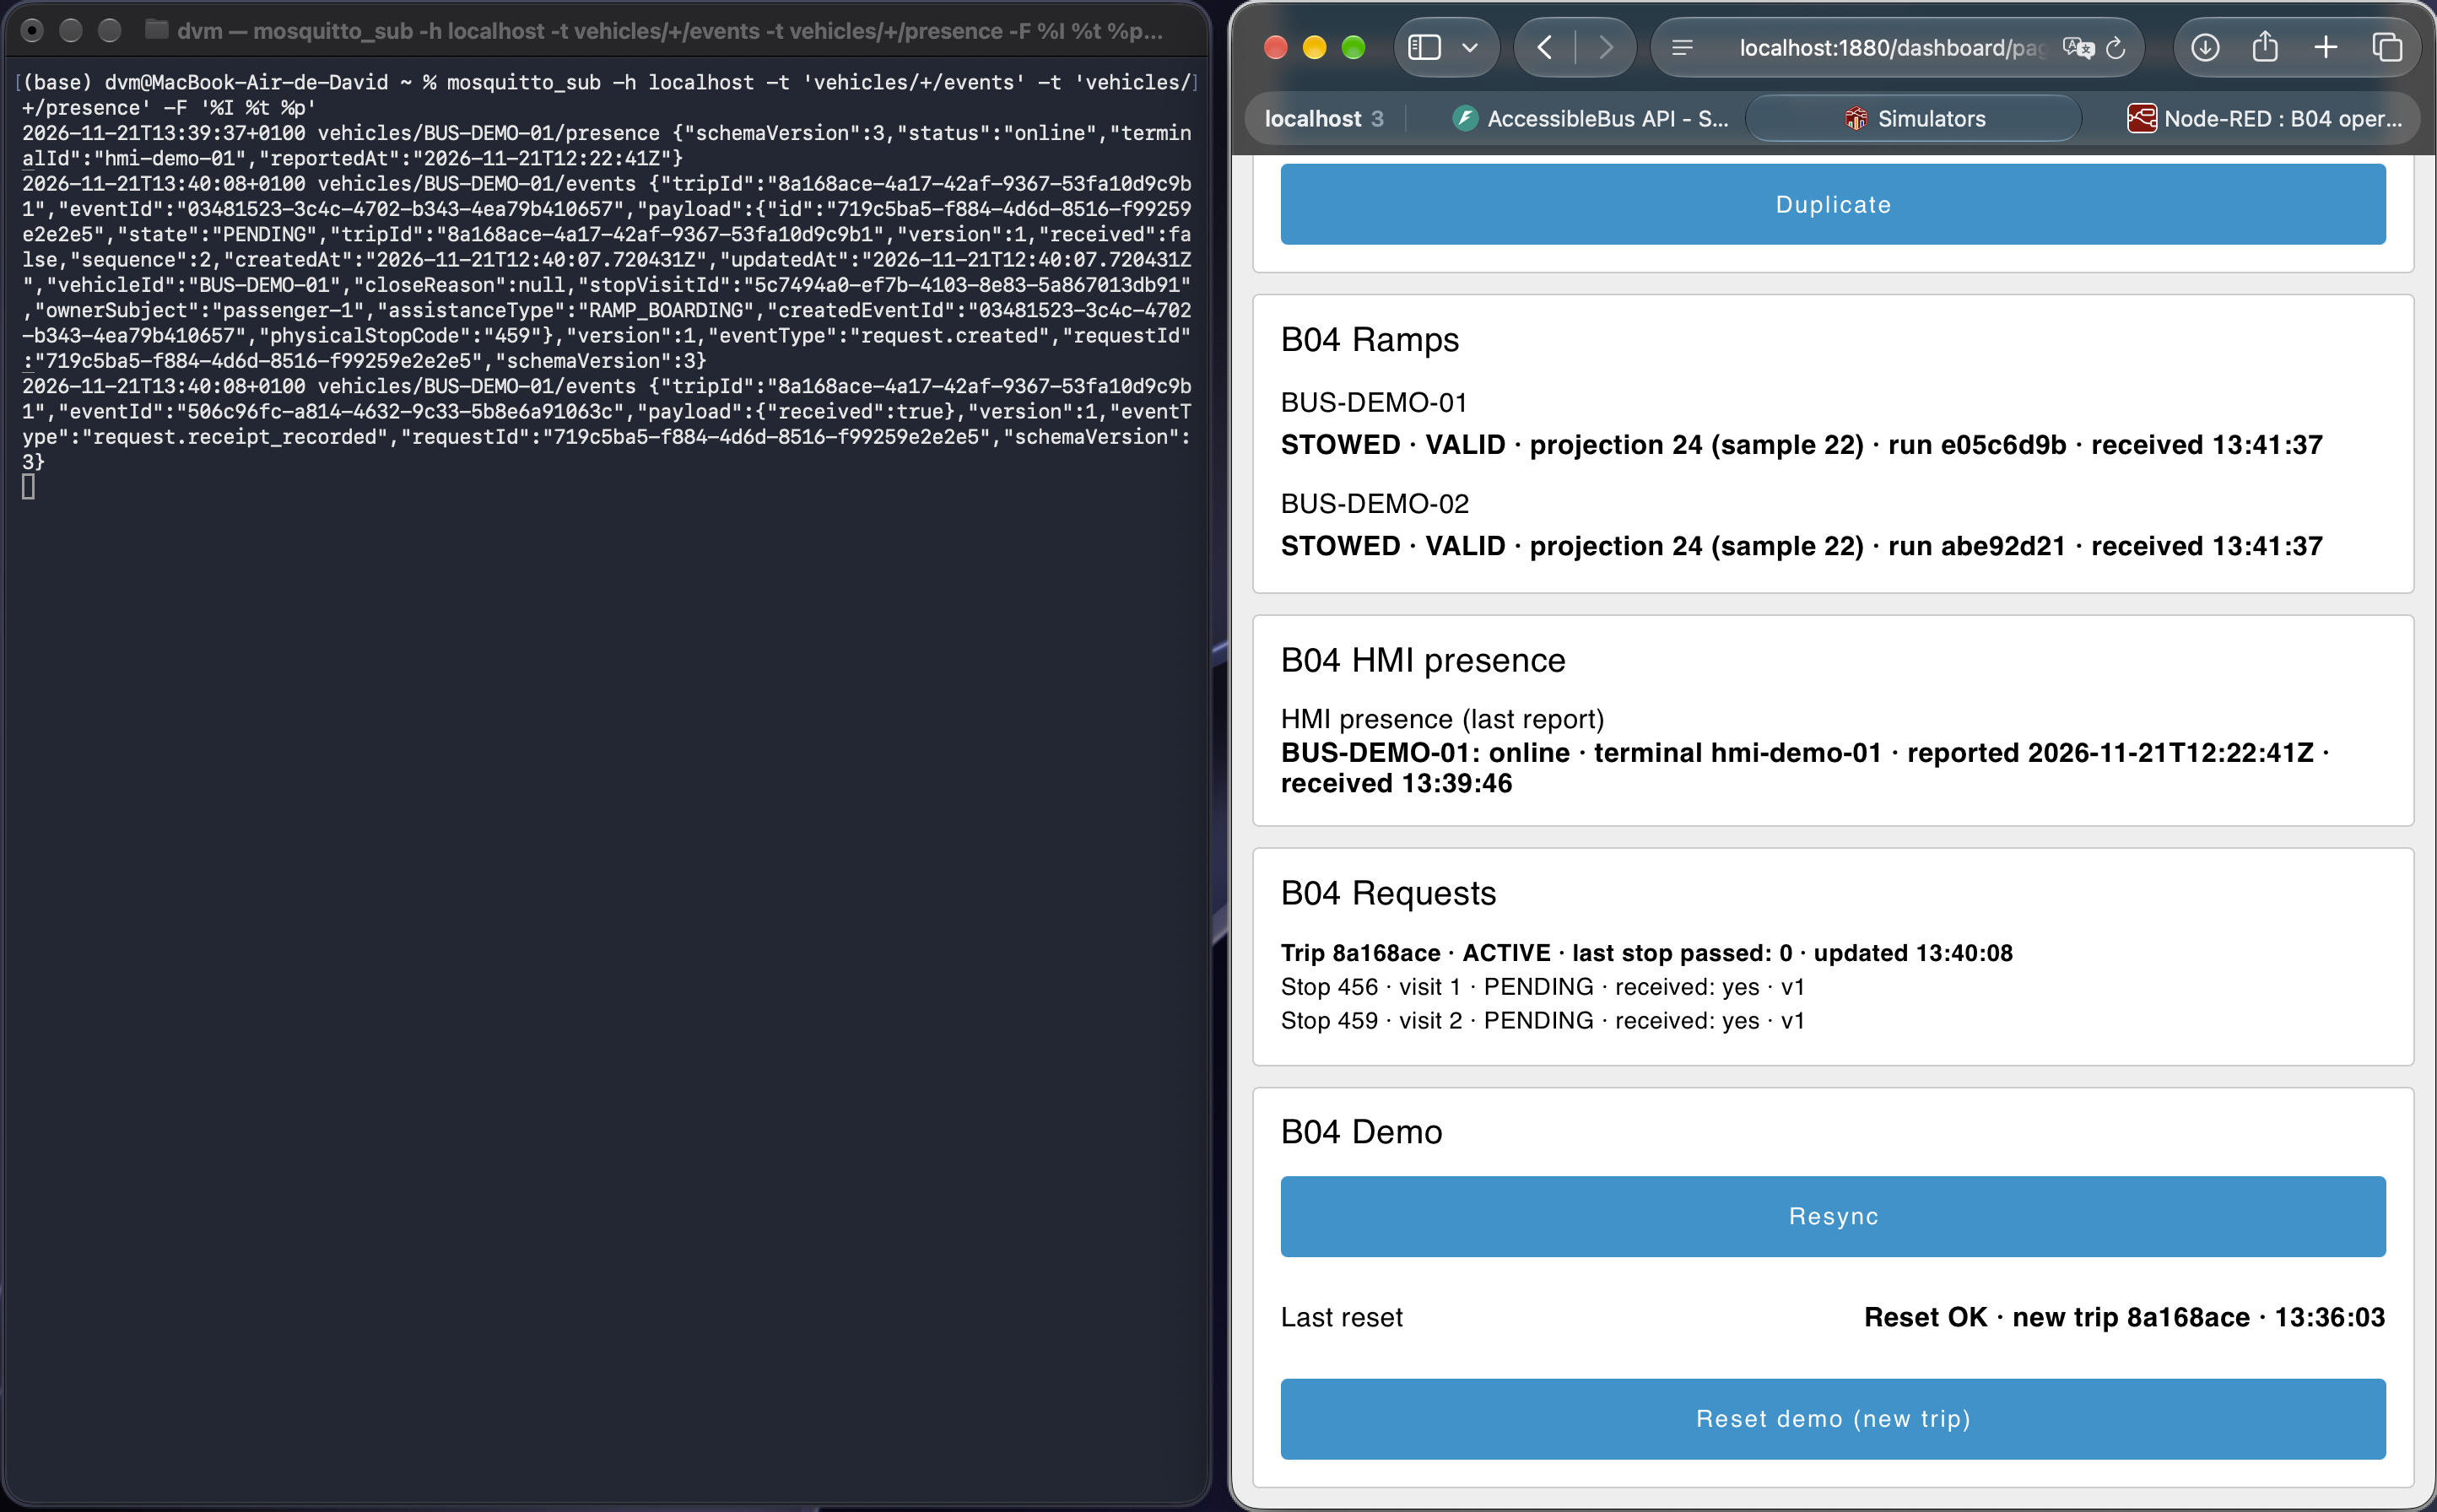 dvm — mosquitto_sub -h localhost -t vehicles/+/events -t vehicles/+/presence -F %I %t %p...
[(base) dvm@MacBook-Air-de-David ~ % mosquitto_sub -h localhost -t 'vehicles/+/events' -t 'vehicles/]
+/presence' -F '%I %t %p'
2026-11-21T13:39:37+0100 vehicles/BUS-DEMO-01/presence {"schemaVersion":3,"status":"online","termin
alId":"hmi-demo-01","reportedAt":"2026-11-21T12:22:41Z"}
2026-11-21T13:40:08+0100 vehicles/BUS-DEMO-01/events {"tripId":"8a168ace-4a17-42af-9367-53fa10d9c9b
1","eventId":"03481523-3c4c-4702-b343-4ea79b410657","payload":{"id":"719c5ba5-f884-4d6d-8516-f99259
e2e2e5","state":"PENDING","tripId":"8a168ace-4a17-42af-9367-53fa10d9c9b1","version":1,"received":fa
lse,"sequence":2,"createdAt":"2026-11-21T12:40:07.720431Z","updatedAt":"2026-11-21T12:40:07.720431Z
","vehicleId":"BUS-DEMO-01","closeReason":null,"stopVisitId":"5c7494a0-ef7b-4103-8e83-5a867013db91"
,"ownerSubject":"passenger-1","assistanceType":"RAMP_BOARDING","createdEventId":"03481523-3c4c-4702
-b343-4ea79b410657","physicalStopCode":"459"},"version":1,"eventType":"request.created","requestId"
:"719c5ba5-f884-4d6d-8516-f99259e2e2e5","schemaVersion":3}
2026-11-21T13:40:08+0100 vehicles/BUS-DEMO-01/events {"tripId":"8a168ace-4a17-42af-9367-53fa10d9c9b
1","eventId":"506c96fc-a814-4632-9c33-5b8e6a91063c","payload":{"received":true},"version":1,"eventT
ype":"request.receipt_recorded","requestId":"719c5ba5-f884-4d6d-8516-f99259e2e2e5","schemaVersion":
3}
localhost:1880/dashboard/pag
localhost 3
AccessibleBus API - S...
Simulators
Node-RED : B04 oper...
Duplicate
B04 Ramps
BUS-DEMO-01
STOWED · VALID · projection 24 (sample 22) · run e05c6d9b · received 13:41:37
BUS-DEMO-02
STOWED · VALID · projection 24 (sample 22) · run abe92d21 · received 13:41:37
B04 HMI presence
HMI presence (last report)
BUS-DEMO-01: online · terminal hmi-demo-01 · reported 2026-11-21T12:22:41Z ·
received 13:39:46
B04 Requests
Trip 8a168ace · ACTIVE · last stop passed: 0 · updated 13:40:08
Stop 456 · visit 1 · PENDING · received: yes · v1
Stop 459 · visit 2 · PENDING · received: yes · v1
B04 Demo
Resync
Last reset
Reset OK · new trip 8a168ace · 13:36:03
Reset demo (new trip)